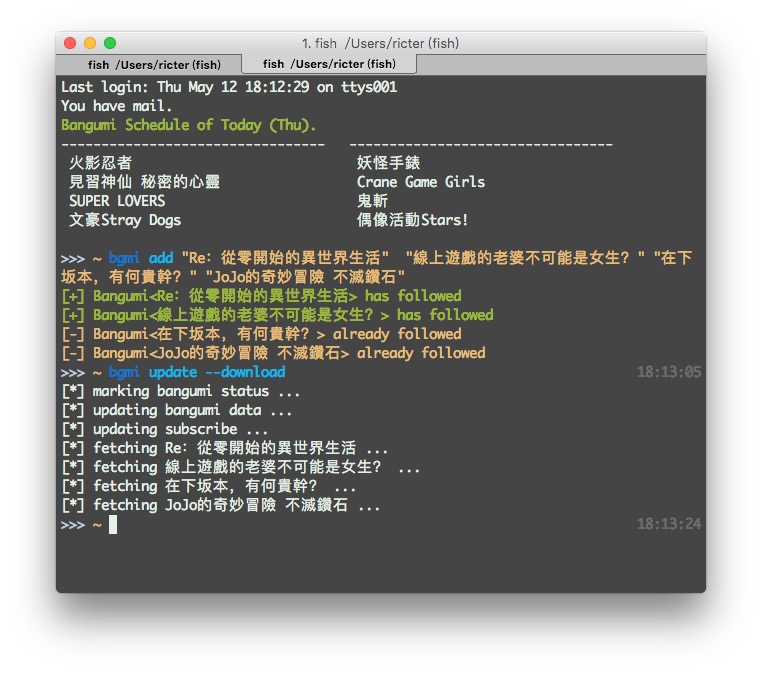 1. fish /Users/ricter (fish)
fish /Users/ricter (fish) fish /Users/ricter (fish)
Last login: Thu May 12 18:12:29 on ttys001
You have mail.
Bangumi Schedule of Today (Thu).
--------------------------------- ---------------------------------
火影忍者 妖怪手錶
見習神仙 秘密的心靈 Crane Game Girls
SUPER LOVERS 鬼斬
文豪Stray Dogs 偶像活動Stars!
>>> ~ bgmi add "Re：從零開始的異世界生活" "線上遊戲的老婆不可能是女生？" "在下
坂本，有何貴幹？" "JoJo的奇妙冒險 不滅鑽石"
[+] Bangumi<Re：從零開始的異世界生活> has followed
[+] Bangumi<線上遊戲的老婆不可能是女生？> has followed
[-] Bangumi<在下坂本，有何貴幹？> already followed
[-] Bangumi<JoJo的奇妙冒險 不滅鑽石> already followed
>>> ~ bgmi update --download 18:13:05
[*] marking bangumi status ...
[*] updating bangumi data ...
[*] updating subscribe ...
[*] fetching Re：從零開始的異世界生活 ...
[*] fetching 線上遊戲的老婆不可能是女生？ ...
[*] fetching 在下坂本，有何貴幹？ ...
[*] fetching JoJo的奇妙冒險 不滅鑽石 ...
>>> ~ 18:13:24